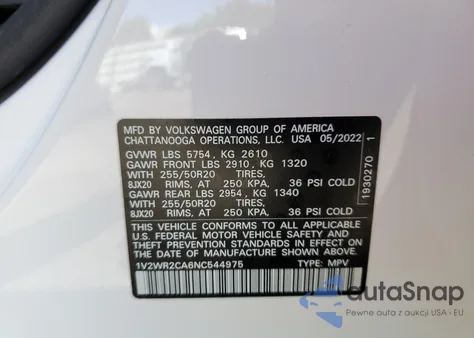 MFD. BY VOLKSWAGEN GROUP OF AMERICA
CHATTANOOGA OPERATIONS, LLC. USA 05/2022
GVWR LBS 5754 , KG 2610
GAWR FRONT LBS 2910, KG 1320
WITH 255/50R20 TIRES,
8JX20 RIMS, AT 250 KPA, 36 PSI COLD
GAWR REAR LBS 2954 , KG 1340
WITH 255/50R20 TIRES,
8JX20 RIMS, AT 250 KPA, 36 PSI COLD
THIS VEHICLE CONFORMS TO ALL APPLICABLE
U.S. FEDERAL MOTOR VEHICLE SAFETY
STANDARDS IN EFFECT ON THE
DATE OF MANUFACTURE SHOWN ABOVE.
1V2WR2CA6NC544975 TYPE: MPV
1930270 1
autoSnap
Pewne auta z aukcji USA - EU